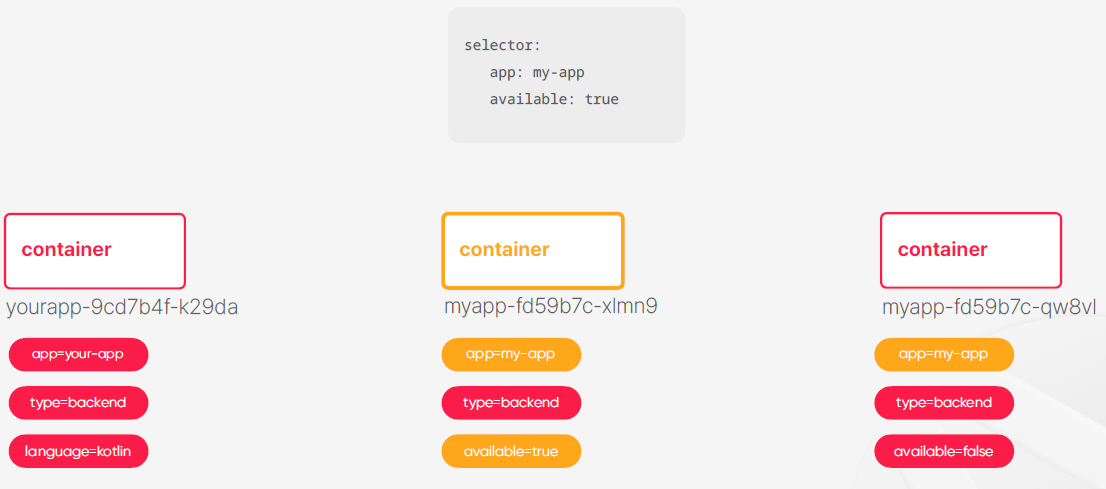 selector:
app: my-app
available: true
container
container
container
yourapp-9cd7b4f-k29da
myapp-fd59b7c-xlmn9
myapp-fd59b7c-qw8vl
app=your-app
app=my-app
app=my-app
type=backend
type=backend
type=backend
language=kotlin
available=true
available=false